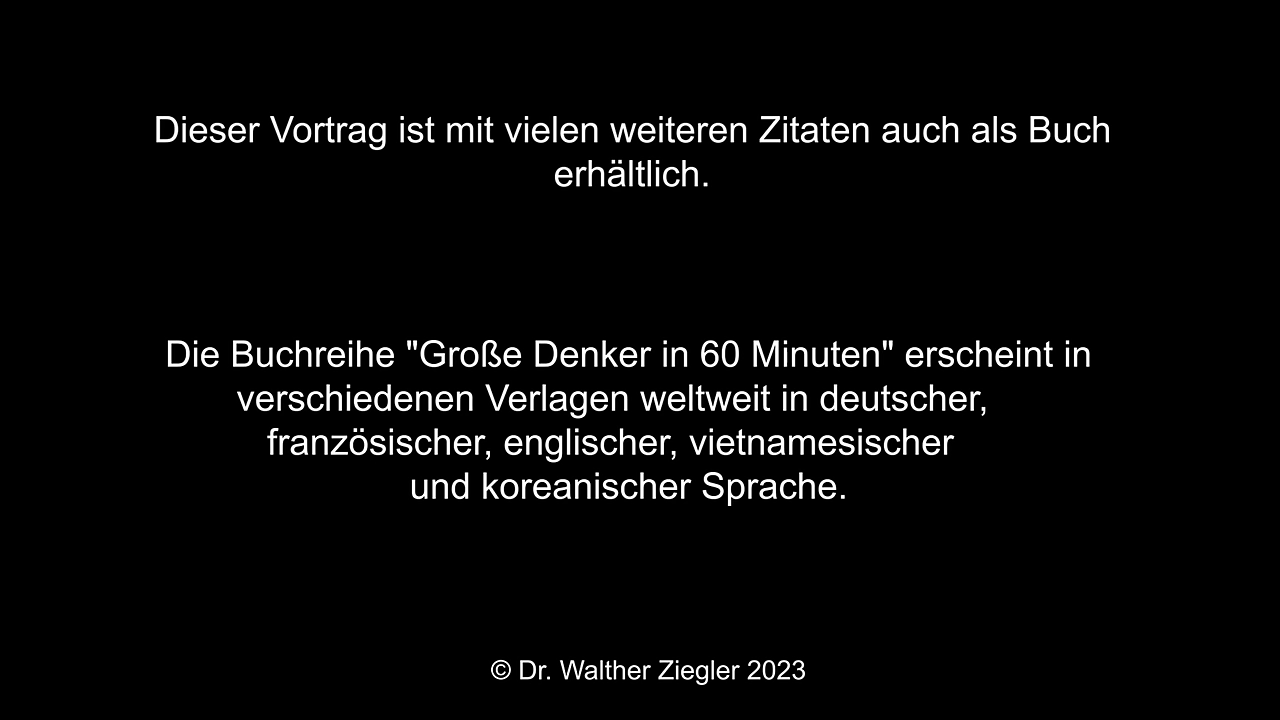 Dieser Vortrag ist mit vielen weiteren Zitaten auch als Buch
erhältlich.
Die Buchreihe "Große Denker in 60 Minuten" erscheint in
verschiedenen Verlagen weltweit in deutscher,
französischer, englischer, vietnamesischer
und koreanischer Sprache.
© Dr. Walther Ziegler 2023